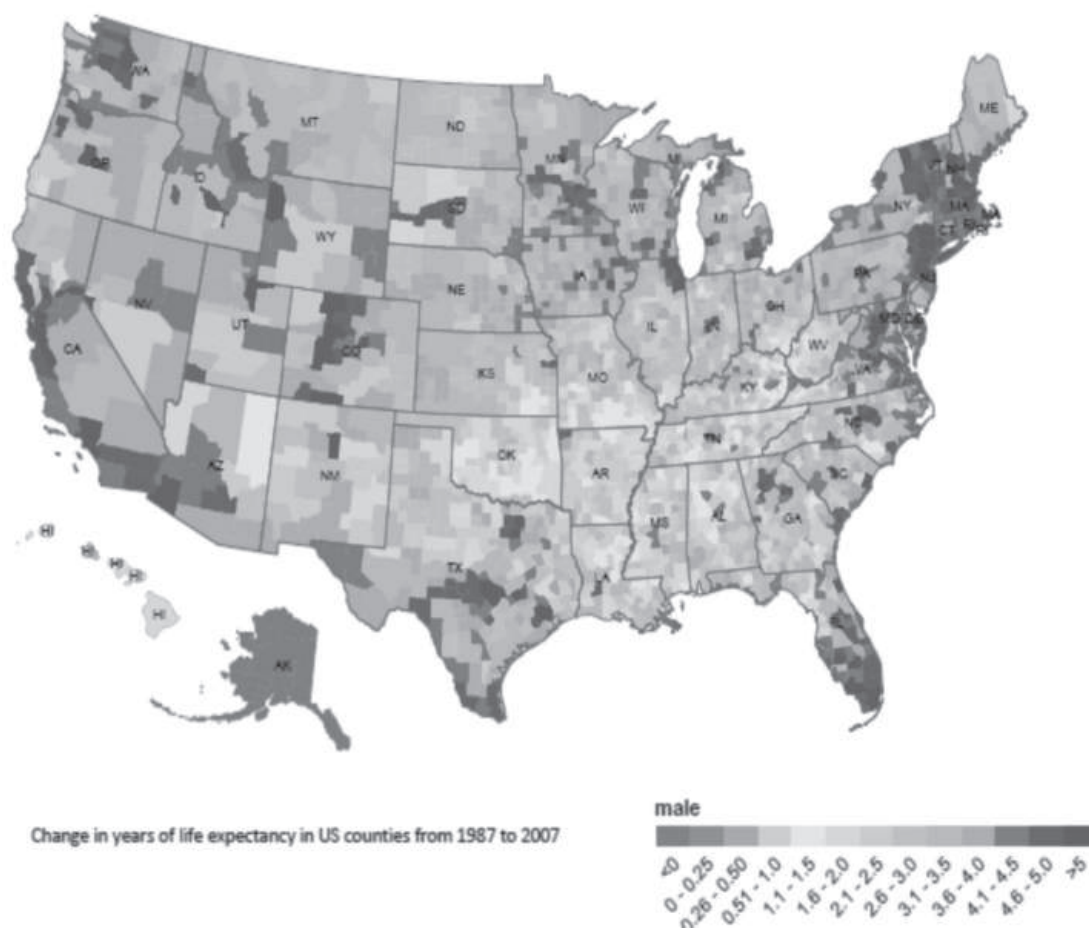 WA
MT
ND
ME
MN
OR
ID
MI
VT
NH
SD
WI
NY
MA
MI
MA
WY
CT
RI
RI
IA
PA
NE
NJ
NV
OH
UT
IL
IN
MD
DE
CA
CO
WV
VA
KS
MO
KY
NC
TN
OK
AZ
NM
AR
SC
MS
AL
GA
HI
HI
TX
HI
HI
LA
HI
FL
AK
male
Change in years of life expectancy in US counties from 1987 to 2007
<0
0 - 0.25
0.26 - 0.50
0.51 - 1.0
1.1 - 1.5
1.6 - 2.0
2.1 - 2.5
2.6 - 3.0
3.1 - 3.5
3.6 - 4.0
4.1 - 4.5
4.6 - 5.0
>5